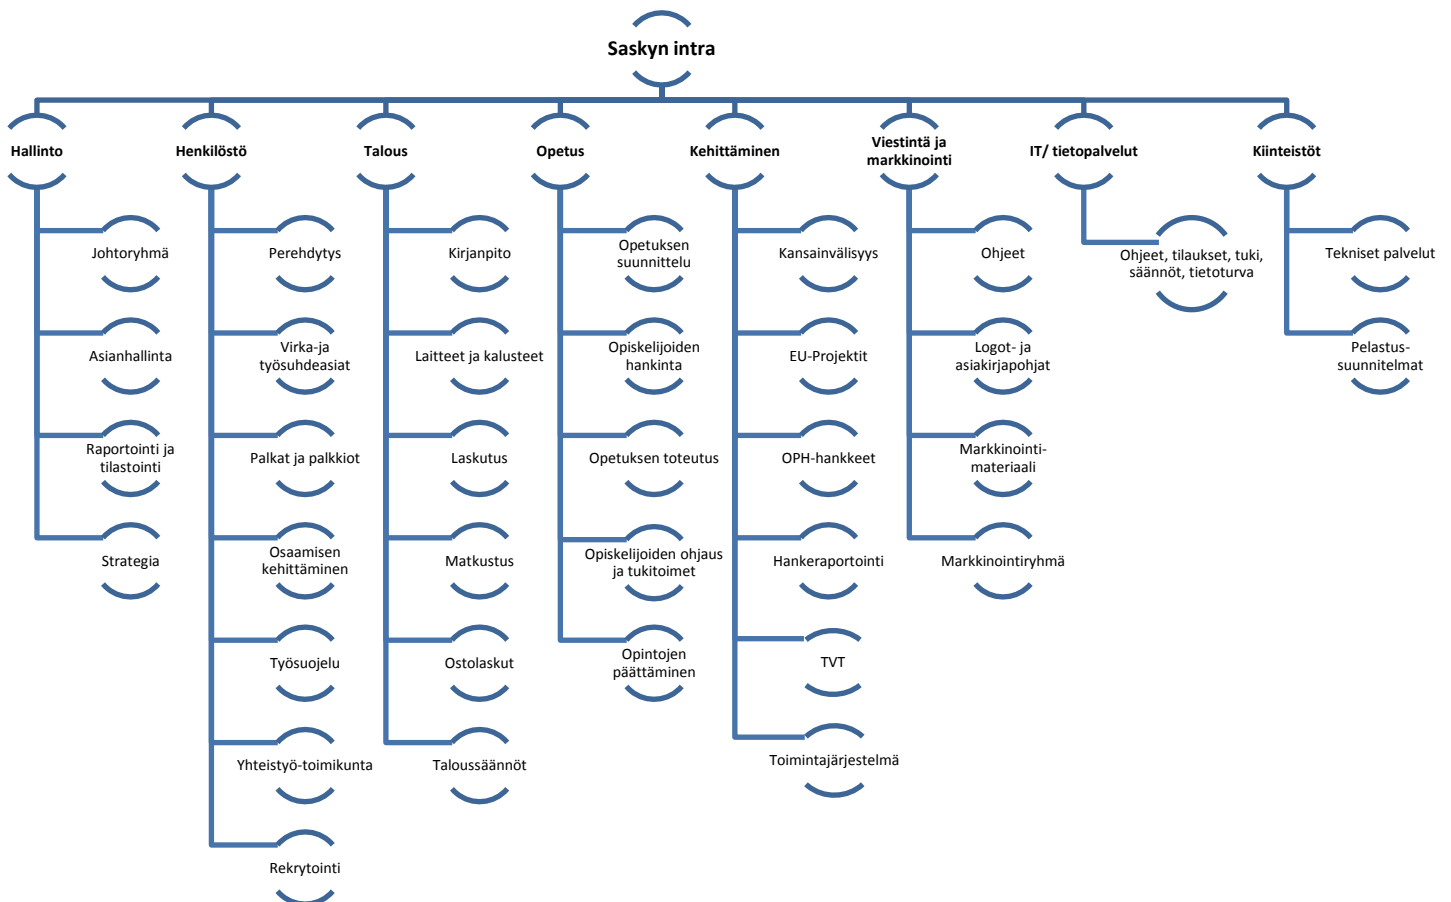 Saskyn intra
Hallinto
Henkilöstö
Talous
Opetus
Kehittäminen
Viestintä ja
markkinointi
IT/ tietopalvelut
Kiinteistöt
Johtoryhmä
Asianhallinta
Raportointi ja
tilastointi
Strategia
Perehdytys
Virka-ja
työsuhdeasiat
Palkat ja palkkiot
Osaamisen
kehittäminen
Työsuojelu
Yhteistyö-toimikunta
Rekrytointi
Kirjanpito
Laitteet ja kalusteet
Laskutus
Matkustus
Ostolaskut
Taloussäännöt
Opetuksen
suunnittelu
Opiskelijoiden
hankinta
Opetuksen toteutus
Opiskelijoiden ohjaus
ja tukitoimet
Opintojen
päättäminen
Kansainvälisyys
EU-Projektit
OPH-hankkeet
Hankeraportointi
TVT
Toimintajärjestelmä
Ohjeet
Logot- ja
asiakirjapohjat
Markkinointi-
materiaali
Markkinointiryhmä
Ohjeet, tilaukset, tuki,
säännöt, tietoturva
Tekniset palvelut
Pelastus-
suunnitelmat